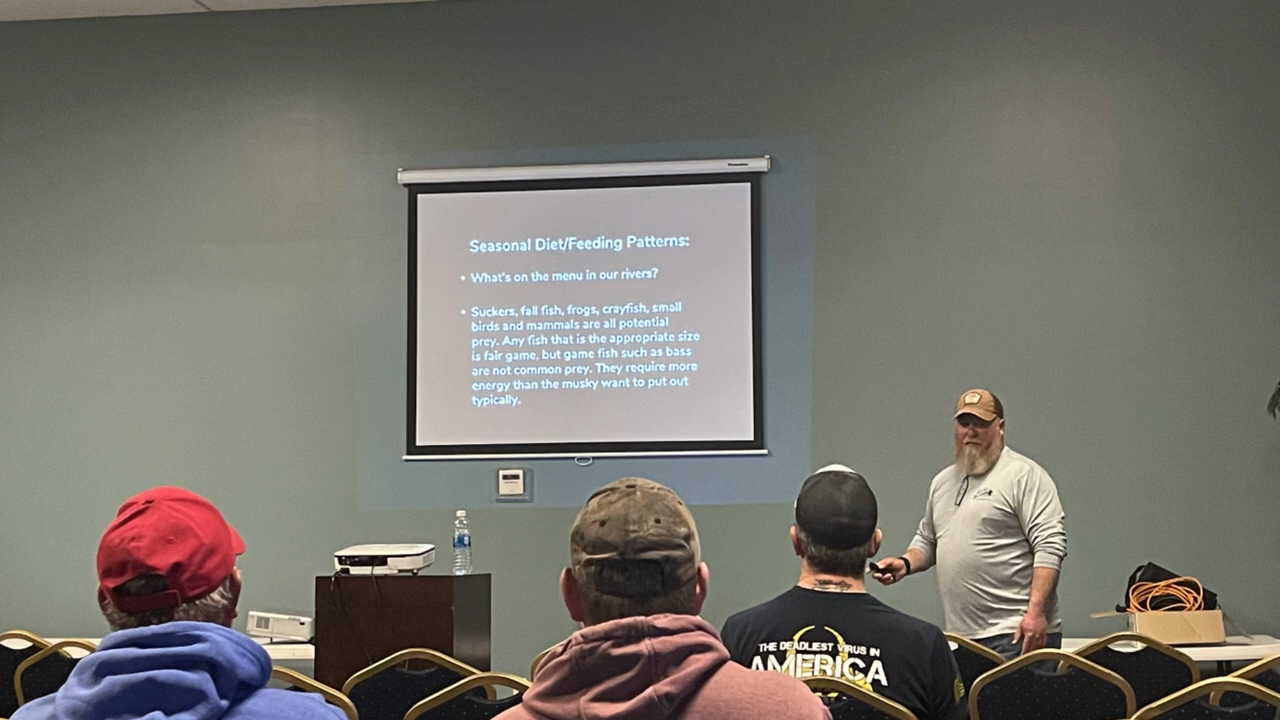 Seasonal Diet/Feeding Patterns:
• What's on the menu in our rivers?
• Suckers, fall fish, frogs, crayfish, small
birds and mammals are all potential
prey. Any fish that is the appropriate size
is fair game, but game fish such as bass
are not common prey. They require more
energy than the musky want to put out
typically.
THE DEADLIEST VIRUS IN
AMERICA